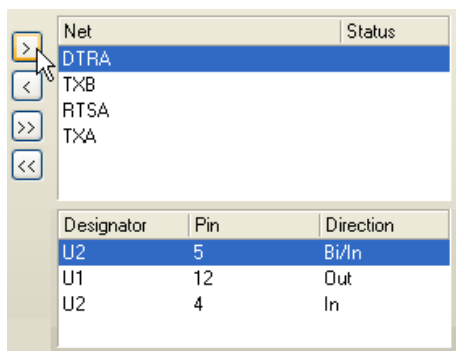 Net Status
> DTRA
< TXB
>> RTSA
<< TXA
Designator Pin Direction
U2 5 Bi/In
U1 12 Out
U2 4 In